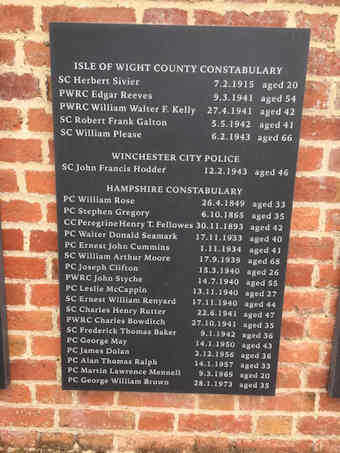 ISLE OF WIGHT COUNTY CONSTABULARY
SC Herbert Sivier 7.2.1915 aged 20
PWRC Edgar Reeves 9.3.1941 aged 54
PWRC William Walter F. Kelly 27.4.1941 aged 42
SC Robert Frank Galton 5.5.1942 aged 41
SC William Please 6.2.1943 aged 66
WINCHESTER CITY POLICE
SC John Francis Hodder 12.2.1943 aged 46
HAMPSHIRE CONSTABULARY
PC William Rose 26.4.1849 aged 33
PC Stephen Gregory 6.10.1865 aged 35
CC Peregrine Henry T. Fellowes 30.11.1893 aged 42
PC Walter Donald Seamark 17.11.1933 aged 40
PC Ernest John Cummins 1.11.1934 aged 41
SC William Arthur Moore 17.9.1939 aged 68
PC Joseph Clifton 15.3.1940 aged 26
PWRC John Styche 14.7.1940 aged 55
PC Leslie McCappin 13.11.1940 aged 27
SC Ernest William Renyard 17.11.1940 aged 44
SC Charles Henry Rutter 22.6.1941 aged 47
PWRC Charles Bowditch 27.10.1941 aged 35
SC Frederick Thomas Baker 9.1.1942 aged 36
PC George May 14.1.1950 aged 43
PC James Dolan 2.12.1956 aged 36
PC Alan Thomas Ralph 14.1.1957 aged 33
PC Martin Lawrence Mennell 9.3.1969 aged 20
PC George William Brown 28.1.1973 aged 35